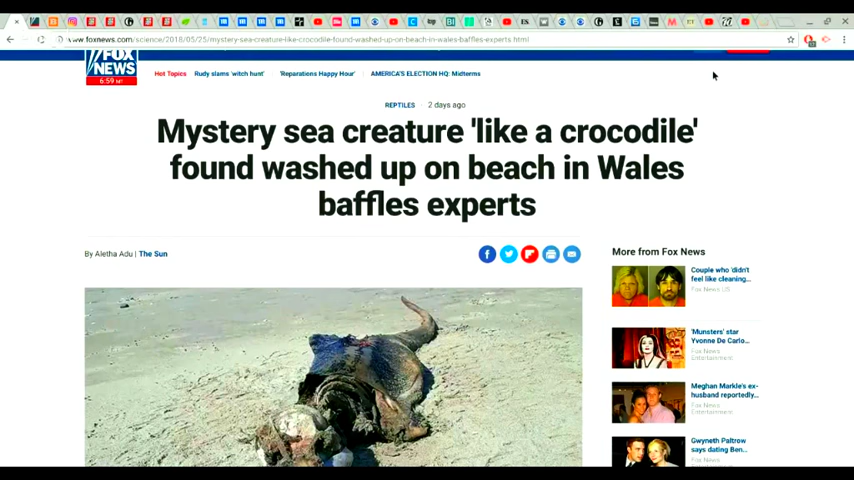 www.foxnews.com/science/2018/05/25/mystery-sea-creature-like-crocodile-found-washed-up-on-beach-in-wales-baffles-experts.html
FOX
NEWS
6:59
Hot Topics Rudy slams 'witch hunt' 'Reparations Happy Hour' AMERICA'S ELECTION HQ: Midterms
REPTILES · 2 days ago
Mystery sea creature 'like a crocodile'
found washed up on beach in Wales
baffles experts
By Aletha Adu | The Sun
More from Fox News
Couple who 'didn't
feel like cleaning...
Fox News US
'Munsters' star
Yvonne De Carlo...
Fox News
Entertainment
Meghan Markle's ex-
husband reportedly...
Fox News
Entertainment
Gwyneth Paltrow
says dating Ben...
Fox News